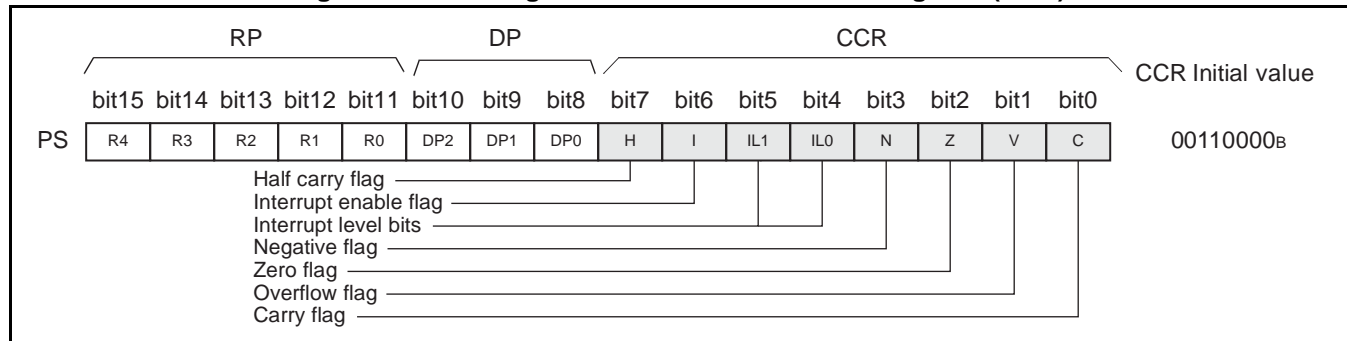 RP DP CCR
CCR Initial value
bit15 bit14 bit13 bit12 bit11 bit10 bit9 bit8 bit7 bit6 bit5 bit4 bit3 bit2 bit1 bit0
PS R4 R3 R2 R1 R0 DP2 DP1 DP0 H I IL1 IL0 N Z V C 00110000B
Half carry flag
Interrupt enable flag
Interrupt level bits
Negative flag
Zero flag
Overflow flag
Carry flag